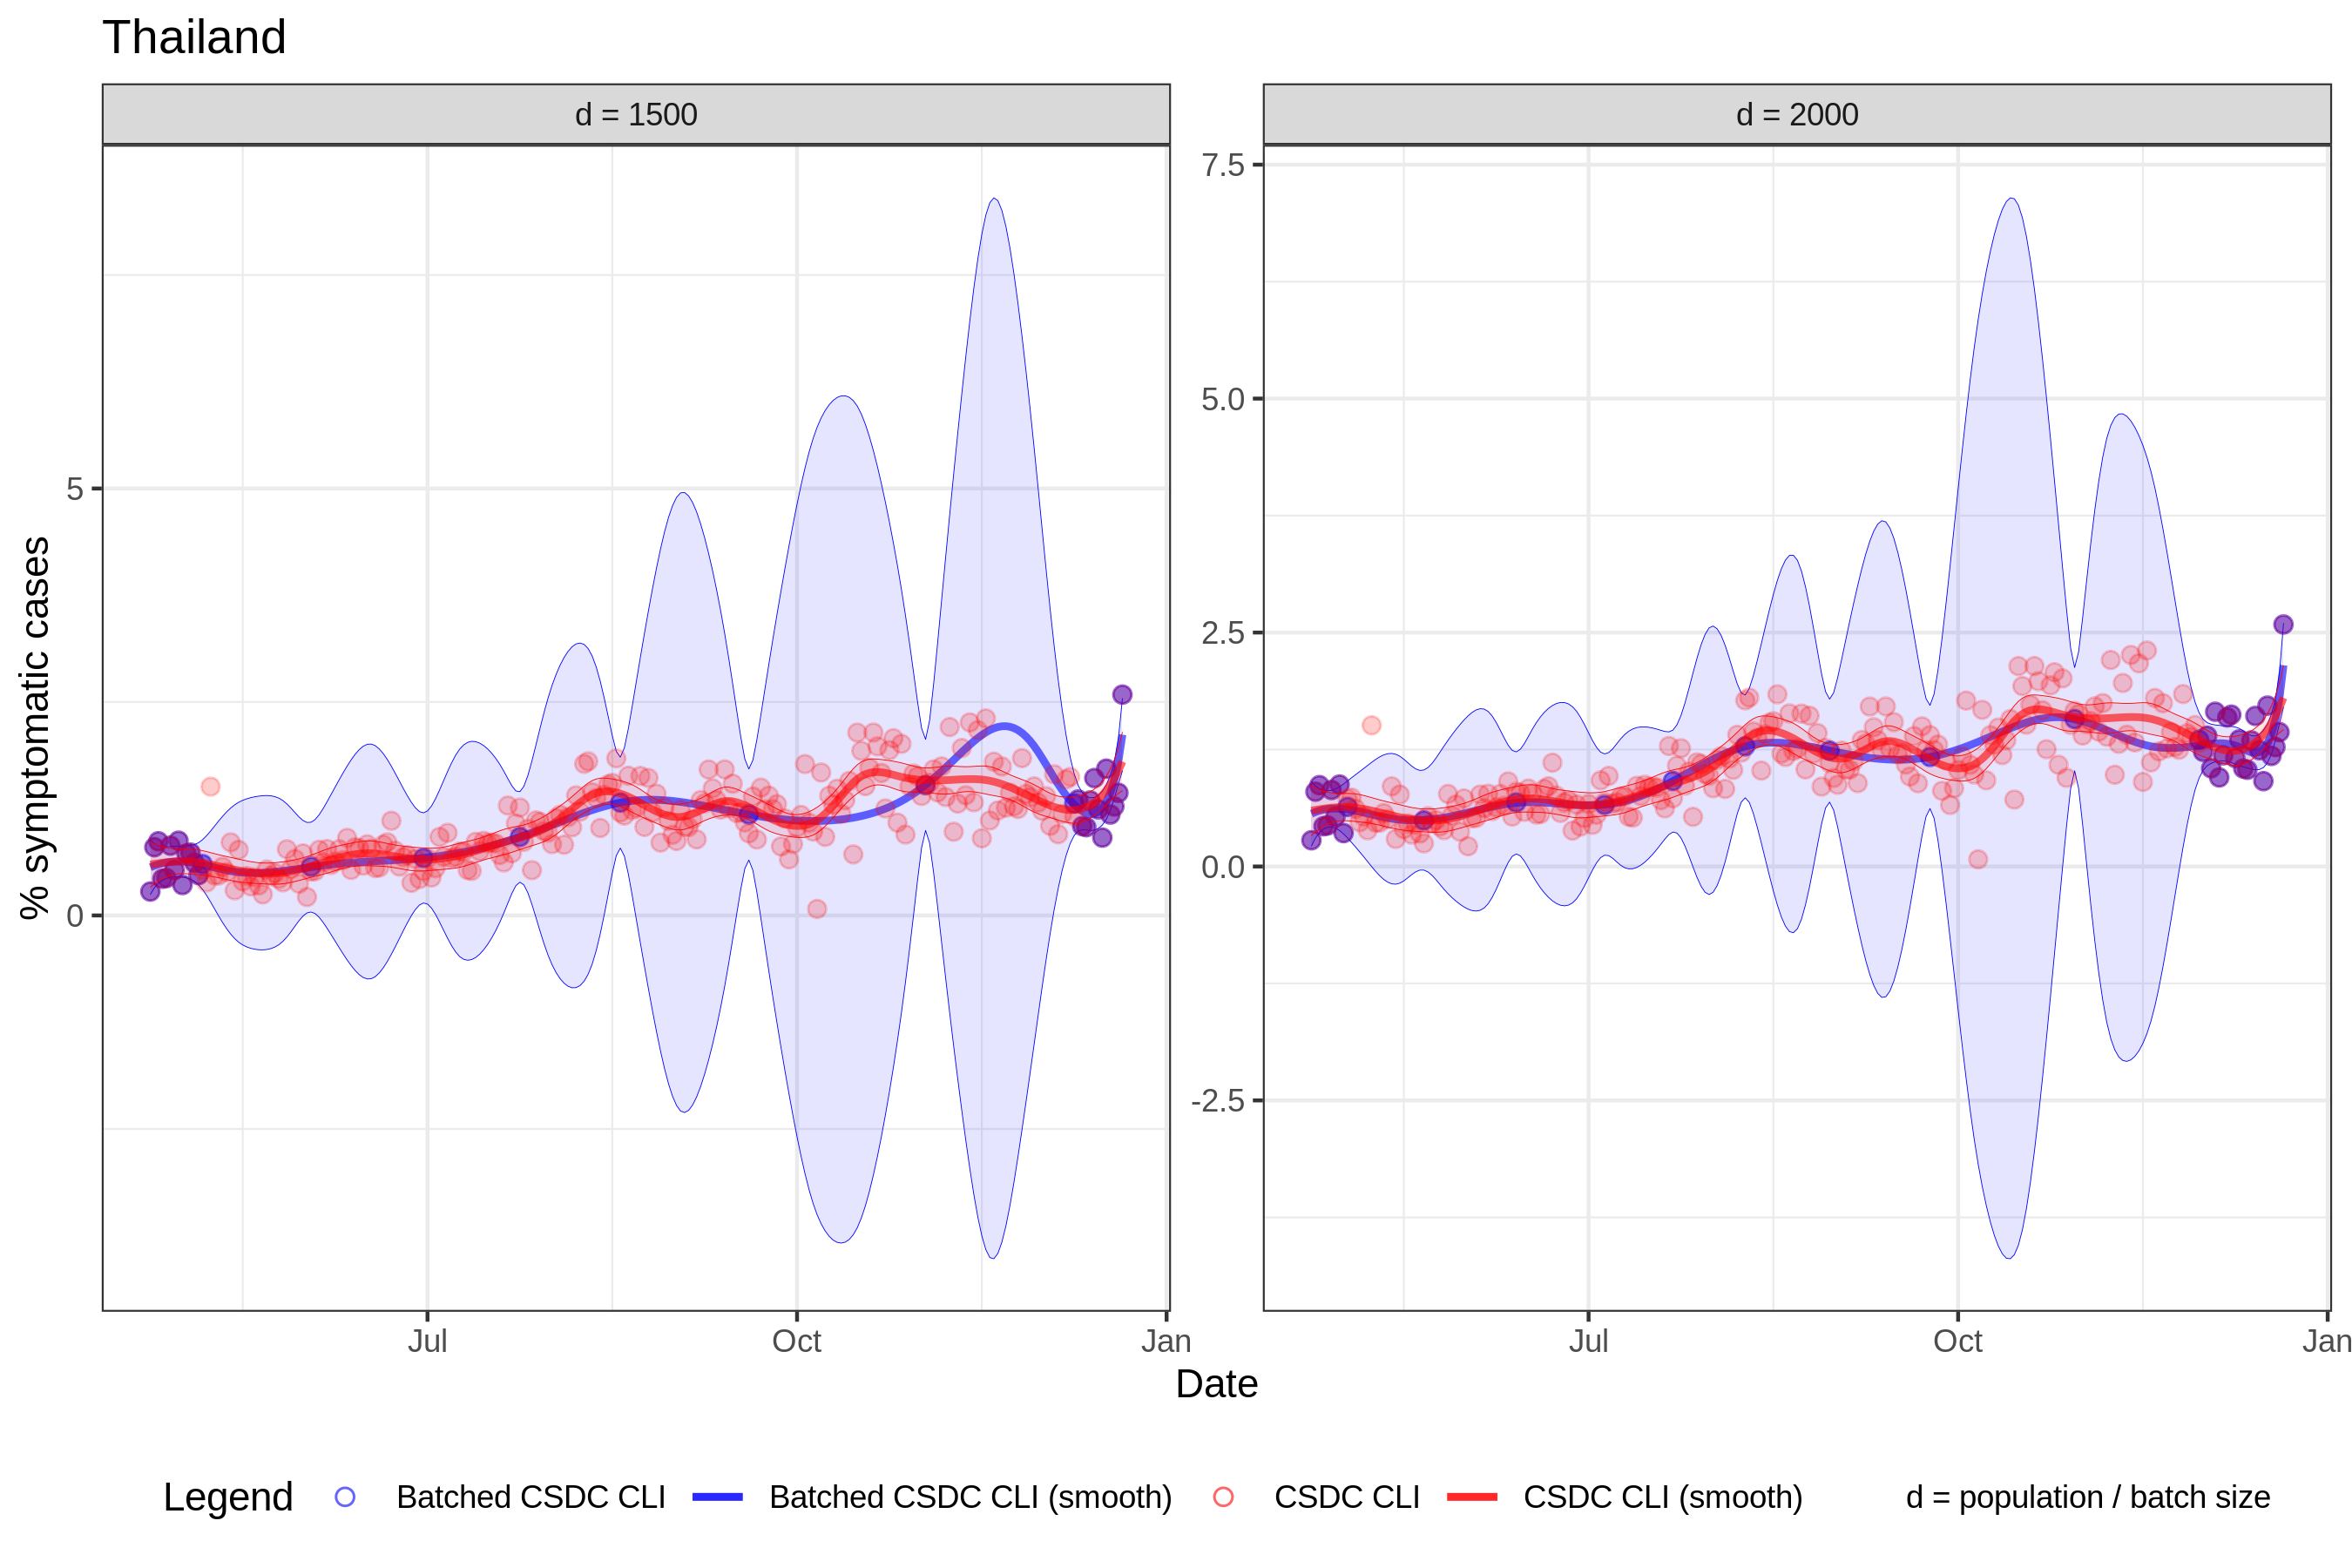 Thailand
d = 1500
d = 2000
% symptomatic cases
5
0
7.5
5.0
2.5
0.0
-2.5
Jul
Oct
Jan
Jul
Oct
Jan
Date
Legend
Batched CSDC CLI
Batched CSDC CLI (smooth)
CSDC CLI
CSDC CLI (smooth)
d = population / batch size